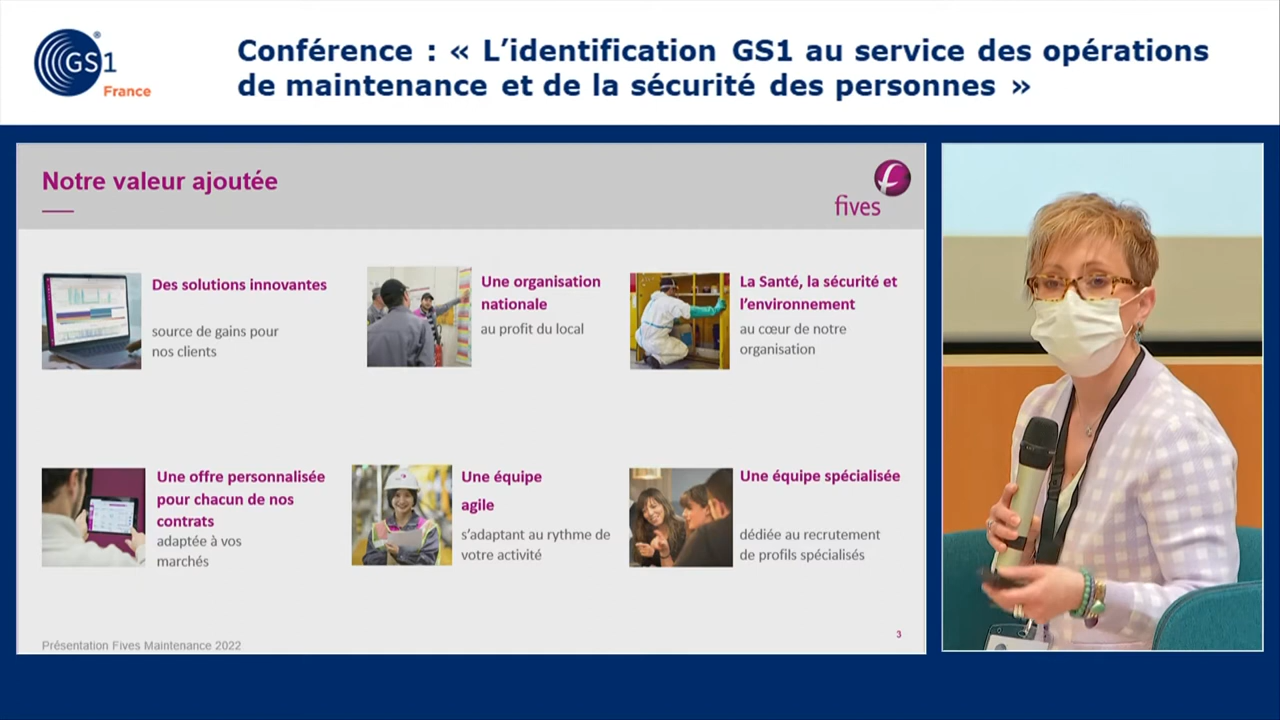 GS1
France
Conférence : « L’identification GS1 au service des opérations
de maintenance et de la sécurité des personnes »
Notre valeur ajoutée
fives
Des solutions innovantes
source de gains pour
nos clients
Une organisation
nationale
au profit du local
La Santé, la sécurité et
l’environnement
au cœur de notre
organisation
Une offre personnalisée
pour chacun de nos
contrats
adaptée à vos
marchés
Une équipe
agile
s’adaptant au rythme de
votre activité
Une équipe spécialisée
dédiée au recrutement
de profils spécialisés
Présentation Fives Maintenance 2022
3